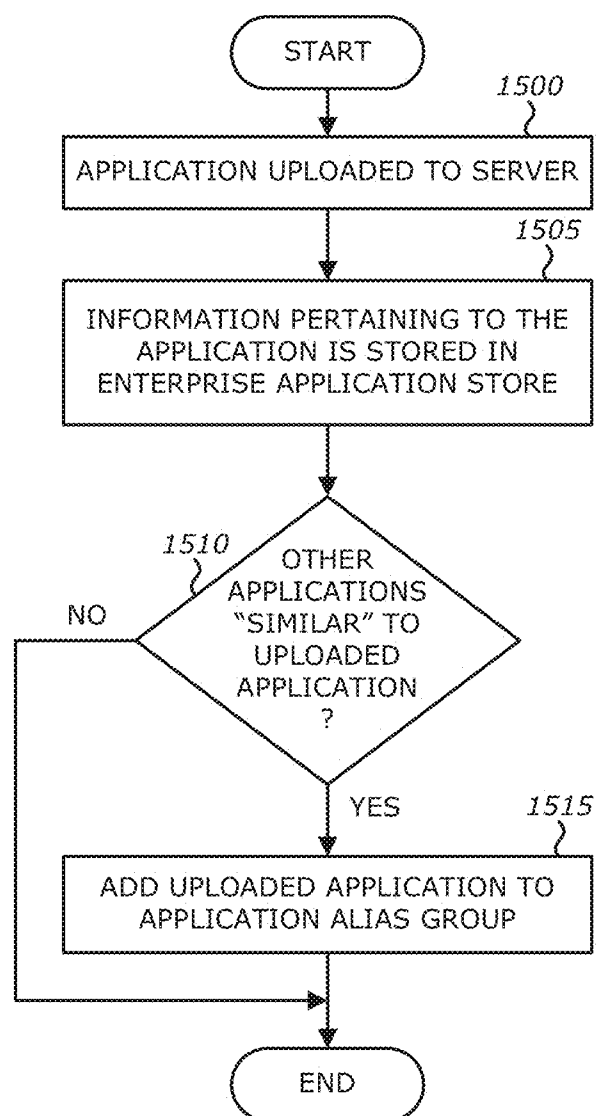 START
1500
APPLICATION UPLOADED TO SERVER
1505
INFORMATION PERTAINING TO THE
APPLICATION IS STORED IN
ENTERPRISE APPLICATION STORE
1510
OTHER
APPLICATIONS
"SIMILAR" TO
UPLOADED
APPLICATION
?
NO
YES
1515
ADD UPLOADED APPLICATION TO
APPLICATION ALIAS GROUP
END